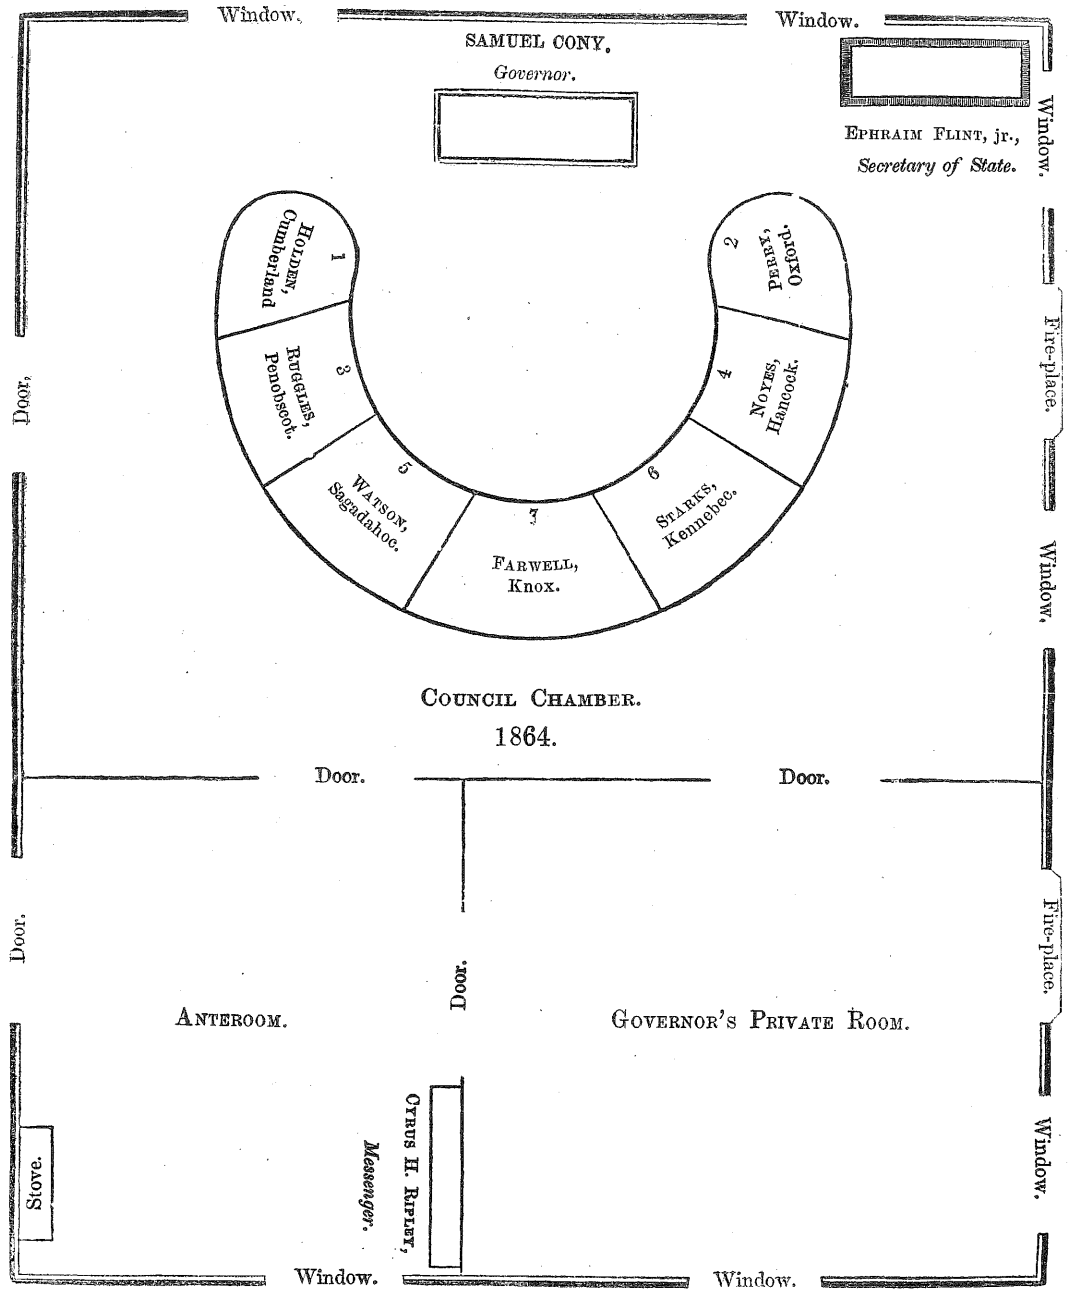 Window.
Window.
SAMUEL CONY.
Governor.
EPHRAIM FLINT, jr.,
Secretary of State.
Window.
1
HOLDEN,
Cumberland
2
PERRY,
Oxford.
3
RUGGLES,
Penobscot.
4
NOYES,
Hancock.
Fire-place.
Door,
5
WATSON,
Sagadahoc.
6
STARKS,
Kennebec.
7
FARWELL,
Knox.
Window.
COUNCIL CHAMBER.
1864.
Door.
Door.
Door.
Door.
Fire-place.
ANTEROOM.
GOVERNOR'S PRIVATE ROOM.
Stove.
CYRUS H. RIPLEY,
Messenger.
Window.
Window.
Window.